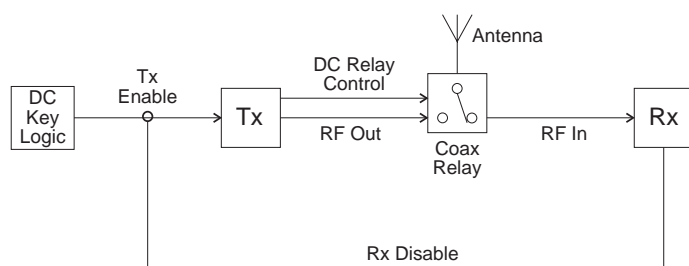 Antenna
DC Relay
Control
Tx
Enable
DC
Key
Logic
Tx
RF Out
Coax
Relay
RF In
Rx
Rx Disable